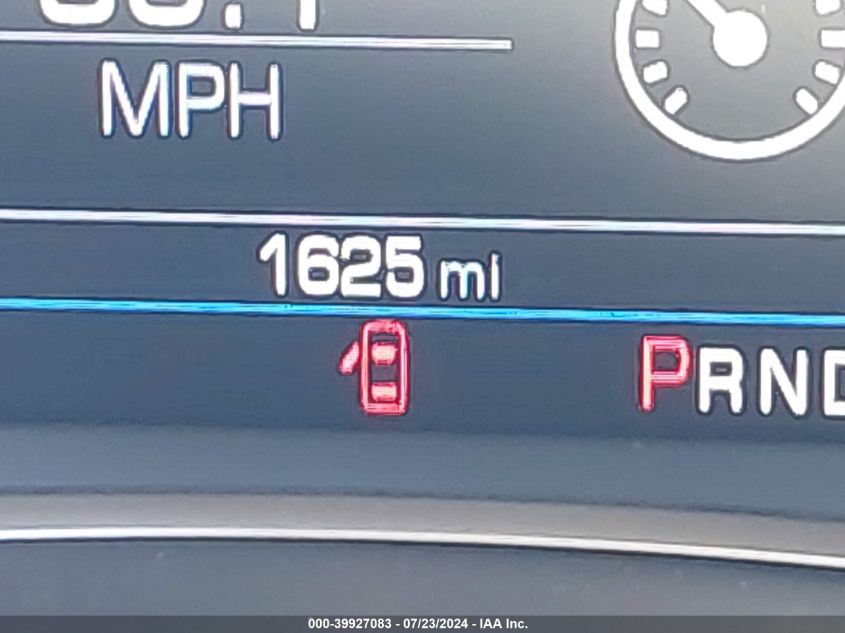 MPH
1625 mi
PRND
000-39927083 - 07/23/2024 - IAA Inc.